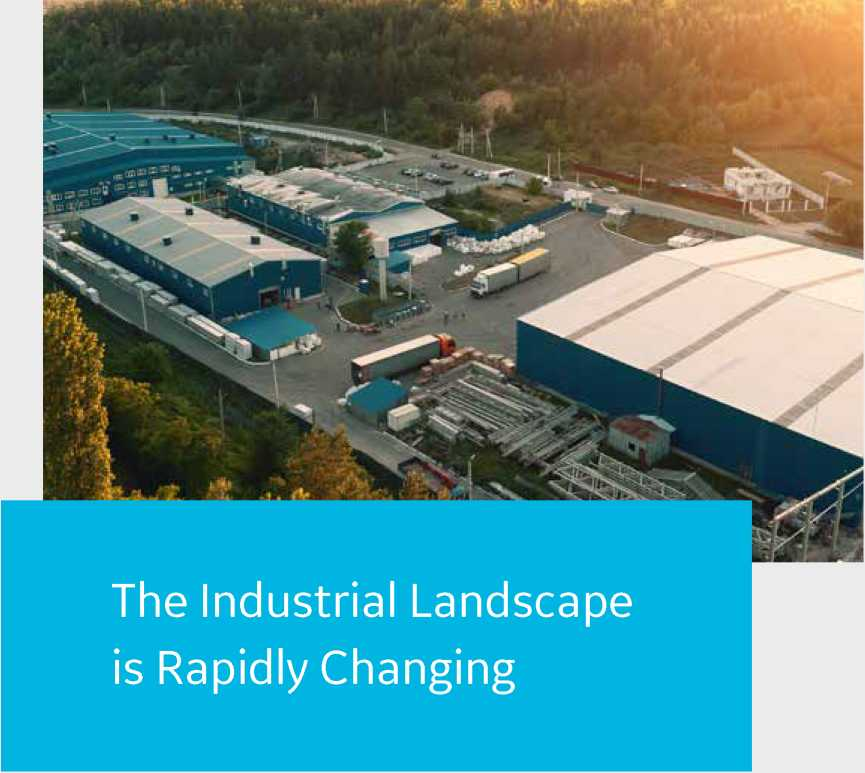 The Industrial Landscape
is Rapidly Changing